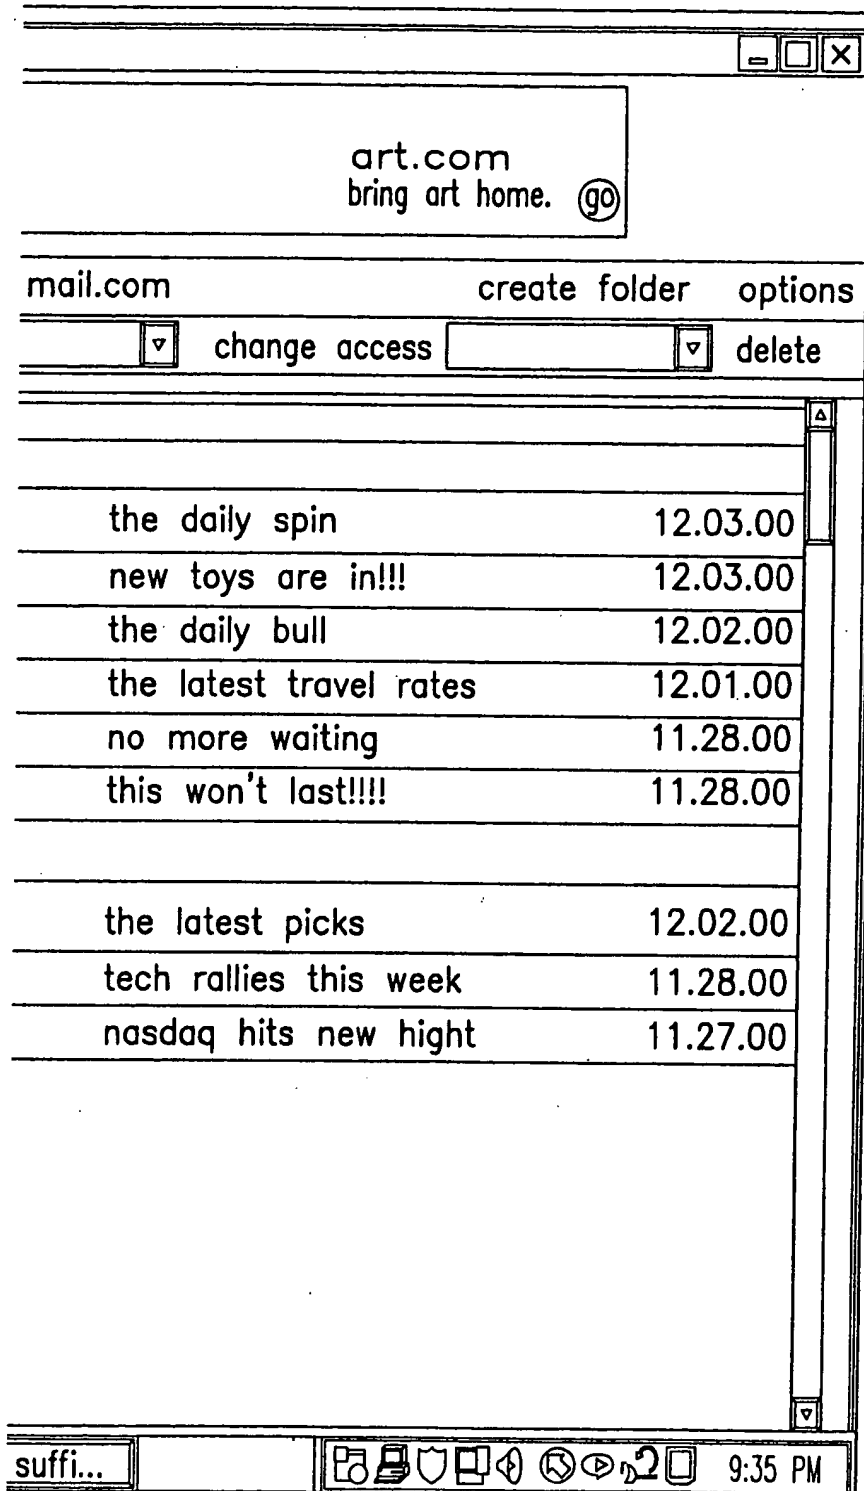 art.com
bring art home. go
mail.com create folder options
change access delete
the daily spin 12.03.00
new toys are in!!! 12.03.00
the daily bull 12.02.00
the latest travel rates 12.01.00
no more waiting 11.28.00
this won't last!!!! 11.28.00
the latest picks 12.02.00
tech rallies this week 11.28.00
nasdaq hits new hight 11.27.00
suffi... 9:35 PM